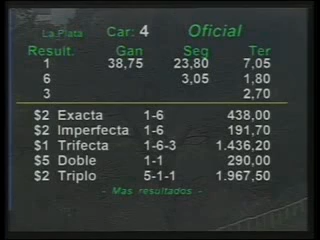 La Plata Car: 4 Oficial
Result. Gan Seg Ter
1 38,75 23,80 7,05
6 3,05 1,80
3 2,70
$2 Exacta 1-6 438,00
$2 Imperfecta 1-6 191,70
$1 Trifecta 1-6-3 1.436,20
$5 Doble 1-1 290,00
$2 Triplo 5-1-1 1.967,50
- Mas resultados -